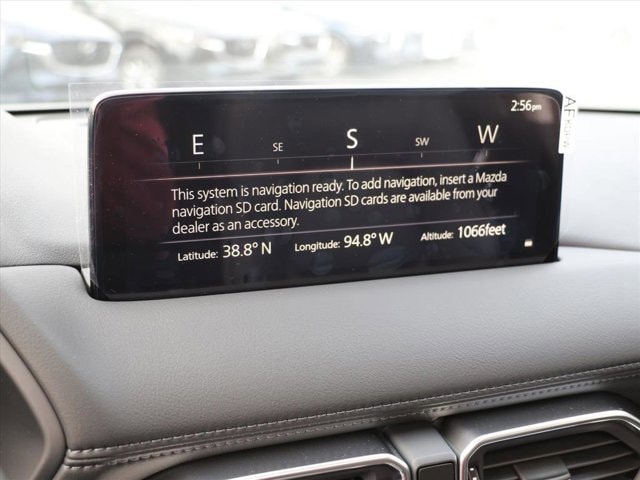 2:56pm
E SE S SW W
This system is navigation ready. To add navigation, insert a Mazda
navigation SD card. Navigation SD cards are available from your
dealer as an accessory.
Latitude: 38.8° N Longitude: 94.8° W Altitude: 1066feet